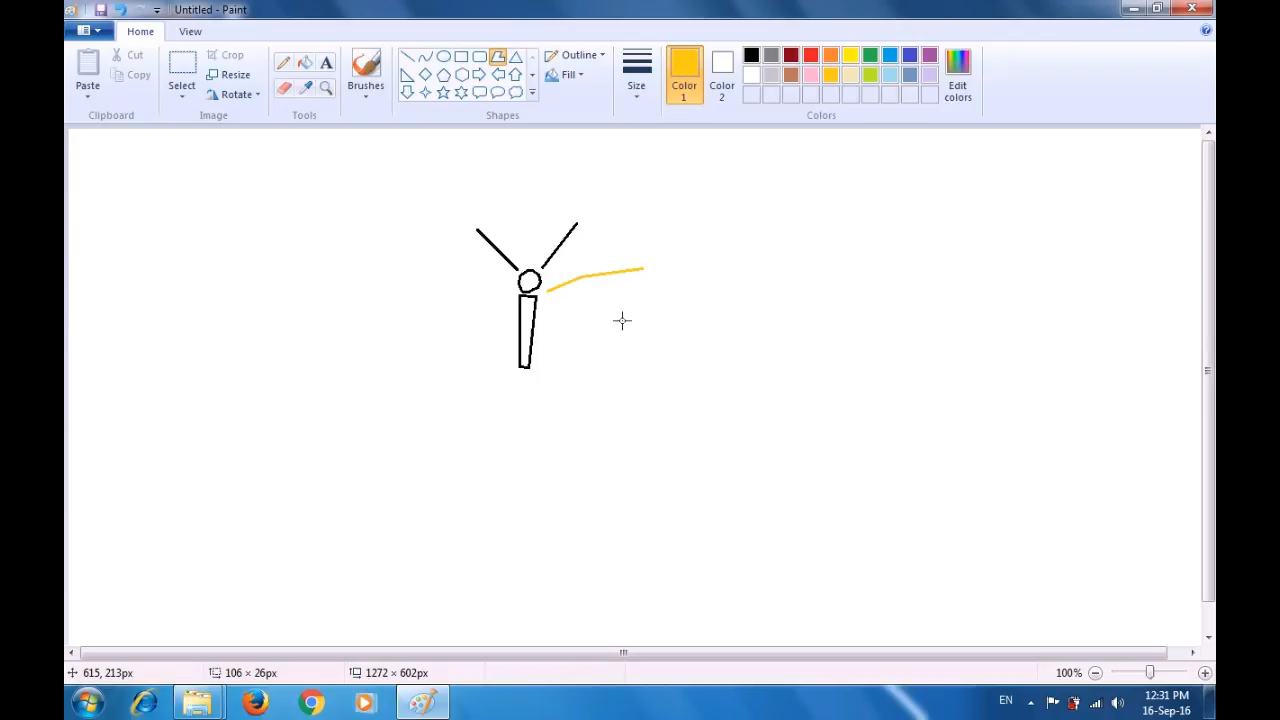 Untitled - Paint
Home View
Paste Cut Copy Clipboard
Select Crop Resize Rotate Image
A
Tools
Brushes
Outline Fill Shapes
Size
Color 1 Color 2 Edit colors Colors
615, 213px 106 × 26px 1272 × 602px 100%
EN 12:31 PM
16-Sep-16